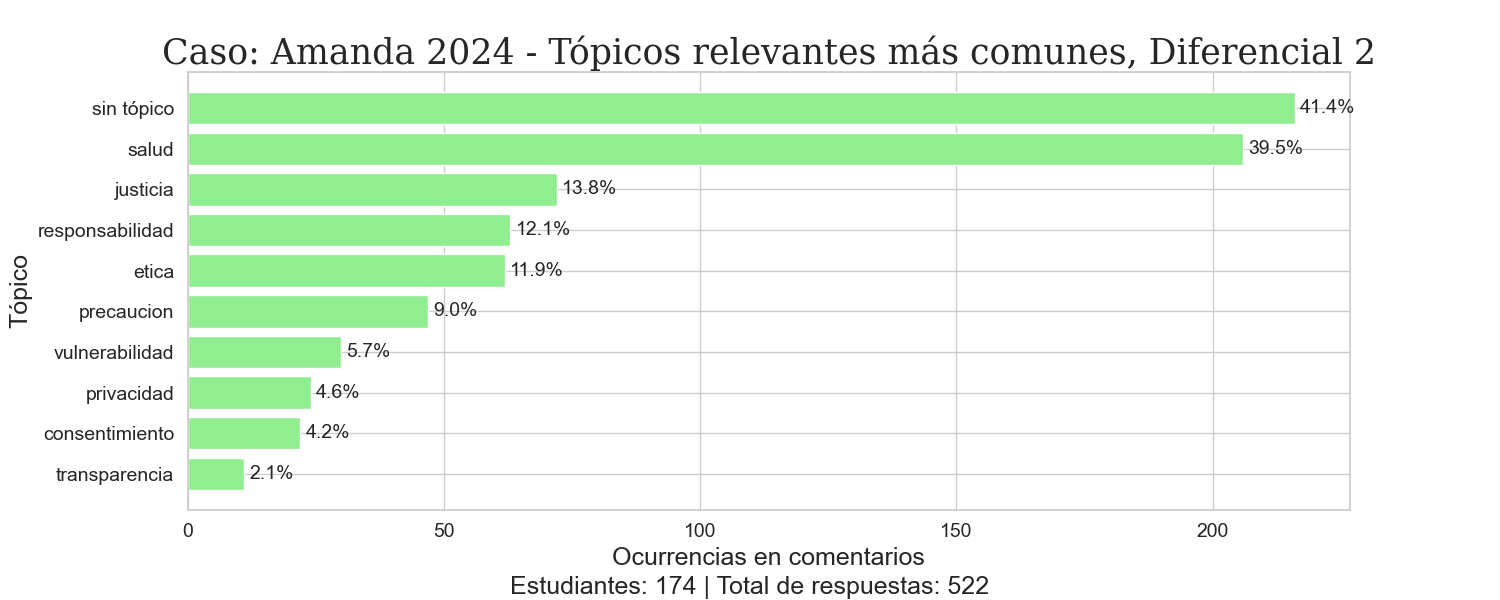 Caso: Amanda 2024 - Tópicos relevantes más comunes, Diferencial 2
Tópico
sin tópico 41.4%
salud 39.5%
justicia 13.8%
responsabilidad 12.1%
etica 11.9%
precaucion 9.0%
vulnerabilidad 5.7%
privacidad 4.6%
consentimiento 4.2%
transparencia 2.1%
0 50 100 150 200
Ocurrencias en comentarios
Estudiantes: 174 | Total de respuestas: 522